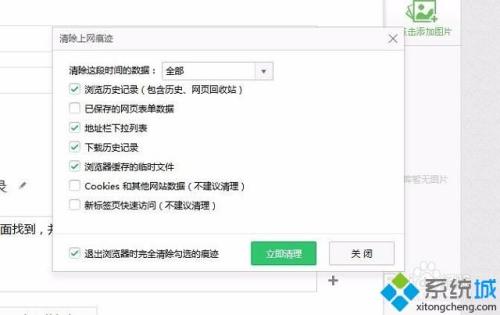 清除上网痕迹
点击添加图片
清除这段时间的数据： 全部
浏览历史记录（包含历史、网页回收站）
已保存的网页表单数据
地址栏下拉列表
下载历史记录
浏览器缓存的临时文件
Cookies 和其他网站数据（不建议清理）
新标签页快速访问（不建议清理）
暂无图片
录
面找到，并
退出浏览器时完全清除勾选的痕迹
立即清理
关 闭
系统城
xitongcheng.com